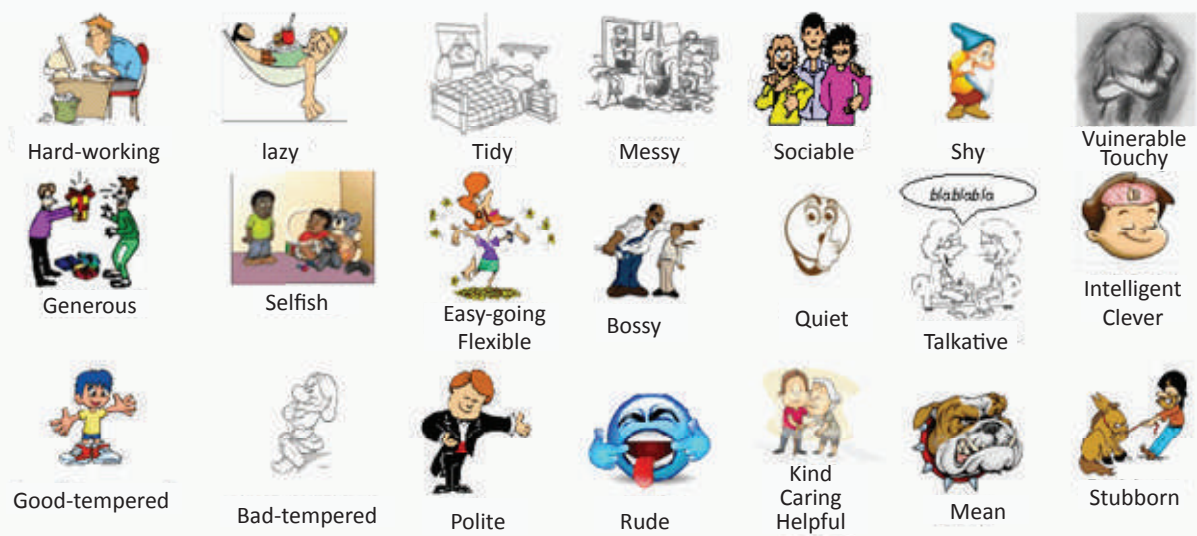 Hard-working
lazy
Tidy
Messy
Sociable
Shy
Vuinerable
Touchy
Generous
Selfish
Easy-going
Flexible
Bossy
Quiet
blablabla
Talkative
Intelligent
Clever
Good-tempered
Bad-tempered
Polite
Rude
Kind
Caring
Helpful
Mean
Stubborn